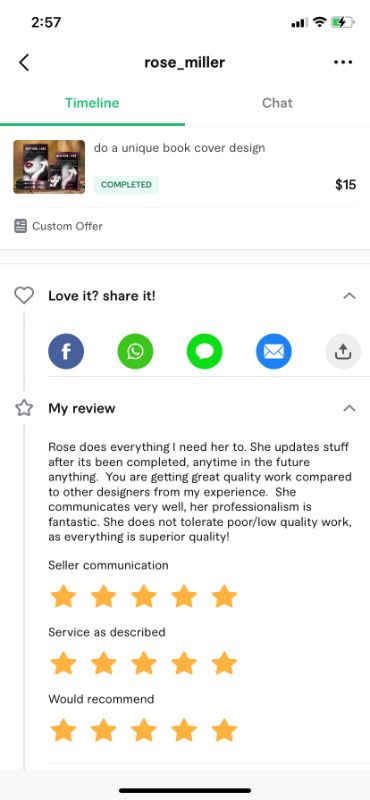 2:57
rose_miller
Timeline
Chat
do a unique book cover design
COMPLETED
$15
Custom Offer
Love it? share it!
f
My review
Rose does everything I need her to. She updates stuff
after its been completed, anytime in the future
anything.  You are getting great quality work compared
to other designers from my experience.  She
communicates very well, her professionalism is
fantastic. She does not tolerate poor/low quality work,
as everything is superior quality!
Seller communication
Service as described
Would recommend